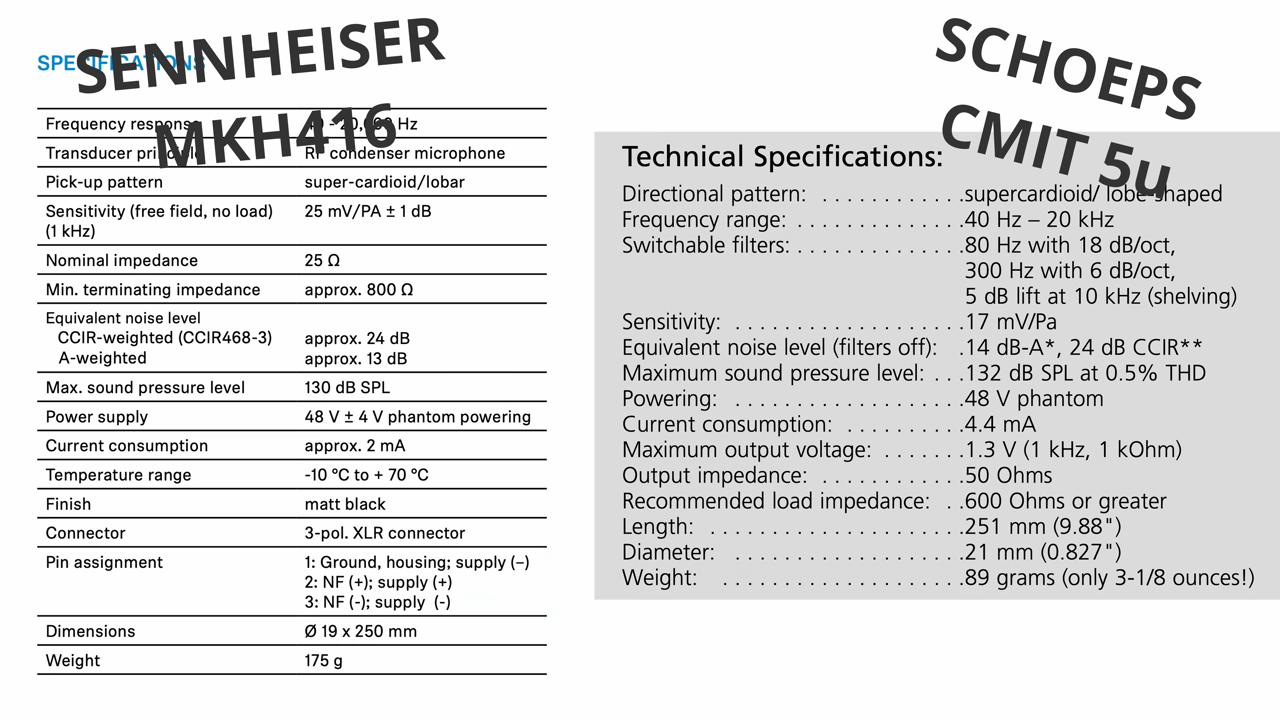 SENNHEISER
MKH416
SPECIFICATIONS
Frequency response Hz
Transducer principle RF condenser microphone
Pick-up pattern super-cardioid/lobar
Sensitivity (free field, no load) 25 mV/PA ± 1 dB
(1 kHz)
Nominal impedance 25 Ω
Min. terminating impedance approx. 800 Ω
Equivalent noise level
CCIR-weighted (CCIR468-3) approx. 24 dB
A-weighted approx. 13 dB
Max. sound pressure level 130 dB SPL
Power supply 48 V ± 4 V phantom powering
Current consumption approx. 2 mA
Temperature range -10 °C to + 70 °C
Finish matt black
Connector 3-pol. XLR connector
Pin assignment 1: Ground, housing; supply (–)
2: NF (+); supply (+)
3: NF (-); supply (-)
Dimensions Ø 19 x 250 mm
Weight 175 g
SCHOEPS
CMIT 5u
Technical Specifications:
Directional pattern: . . . . . . . . . . . .supercardioid/ lobe-shaped
Frequency range: . . . . . . . . . . . . . .40 Hz – 20 kHz
Switchable filters: . . . . . . . . . . . . . .80 Hz with 18 dB/oct,
300 Hz with 6 dB/oct,
5 dB lift at 10 kHz (shelving)
Sensitivity: . . . . . . . . . . . . . . . . . . .17 mV/Pa
Equivalent noise level (filters off): .14 dB-A*, 24 dB CCIR**
Maximum sound pressure level: . . .132 dB SPL at 0.5% THD
Powering: . . . . . . . . . . . . . . . . . . .48 V phantom
Current consumption: . . . . . . . . . .4.4 mA
Maximum output voltage: . . . . . . .1.3 V (1 kHz, 1 kOhm)
Output impedance: . . . . . . . . . . . .50 Ohms
Recommended load impedance: . .600 Ohms or greater
Length: . . . . . . . . . . . . . . . . . . . . .251 mm (9.88")
Diameter: . . . . . . . . . . . . . . . . . . .21 mm (0.827")
Weight: . . . . . . . . . . . . . . . . . . . .89 grams (only 3-1/8 ounces!)